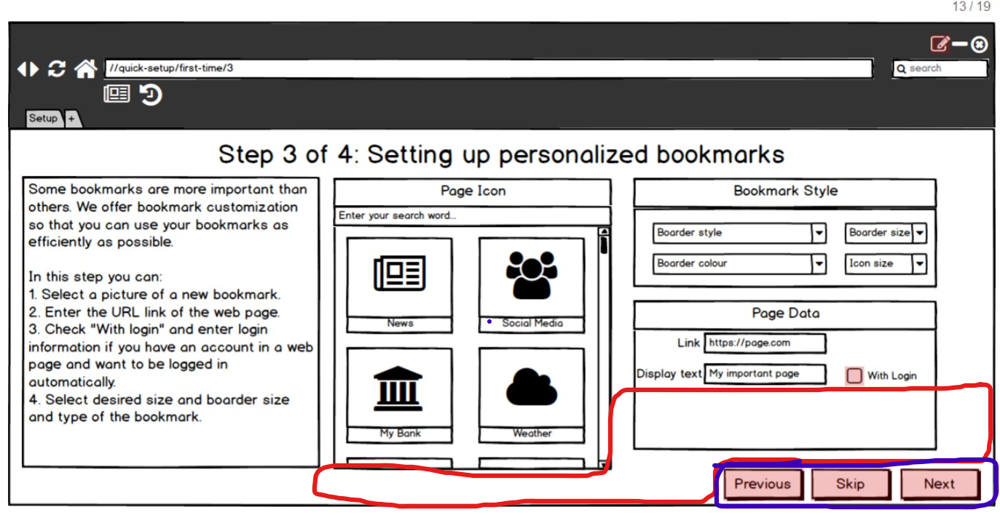 13 / 19
//quick-setup/first-time/3
search
Setup
+
Step 3 of 4: Setting up personalized bookmarks
Some bookmarks are more important than
others. We offer bookmark customization
so that you can use your bookmarks as
efficiently as possible.
In this step you can:
1. Select a picture of a new bookmark.
2. Enter the URL link of the web page.
3. Check "With login" and enter login
information if you have an account in a web
page and want to be logged in
automatically.
4. Select desired size and boarder size
and type of the bookmark.
Page Icon
Enter your search word...
News
Social Media
My Bank
Weather
Bookmark Style
Boarder style
Boarder size
Boarder colour
Icon size
Page Data
Link
https://page.com
Display text
My important page
With Login
Previous
Skip
Next